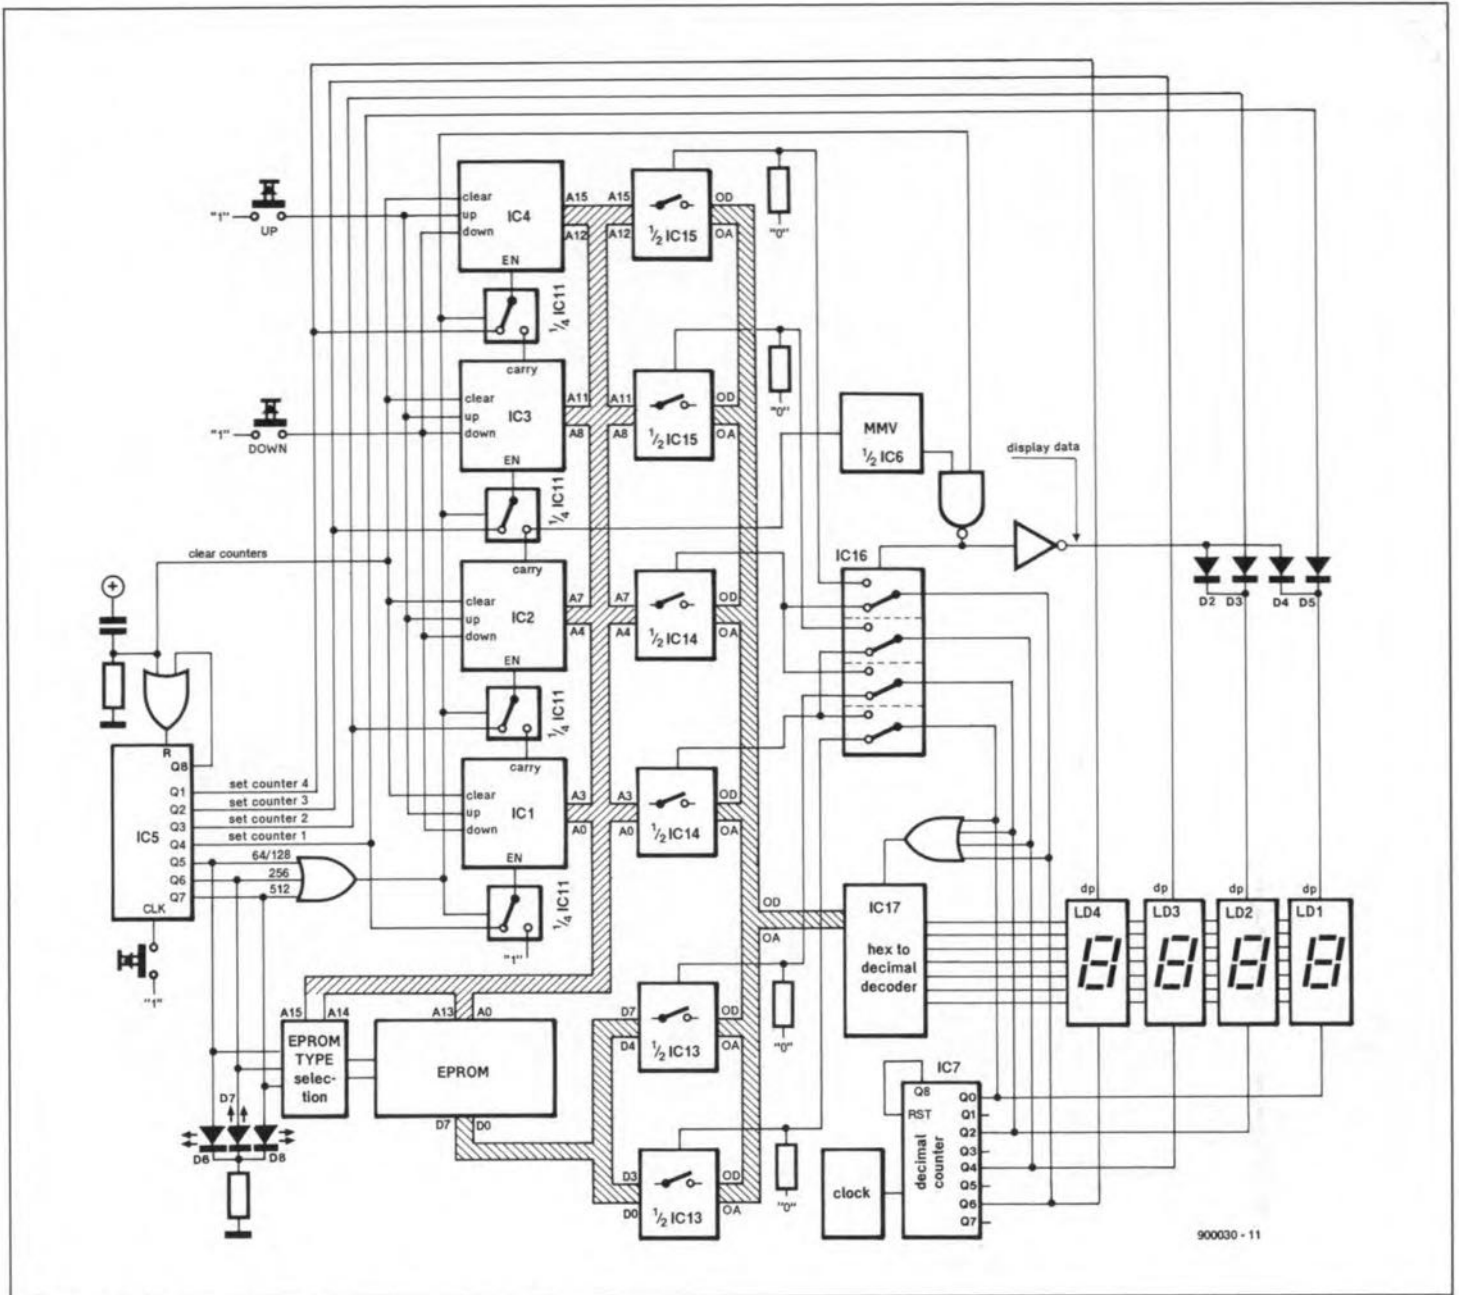 clear
up
down
IC4
EN
A15
A12
A15
A12
½ IC15
OD
OA
"0"
"1"
UP
¼ IC11
carry
clear
up
down
IC3
EN
A11
A8
A11
A8
½ IC15
OD
OA
"0"
"1"
DOWN
¼ IC11
MMV
½ IC6
display data
clear counters
carry
clear
up
down
IC2
EN
A7
A4
A7
A4
½ IC14
OD
OA
IC16
D2
D3
D4
D5
+
¼ IC11
carry
clear
up
down
IC1
EN
A3
A0
A3
A0
½ IC14
OD
OA
R
Q8
Q1
Q2
Q3
Q4
Q5
Q6
Q7
IC5
CLK
set counter 4
set counter 3
set counter 2
set counter 1
64/128
256
512
¼ IC11
"1"
"1"
OD
OA
IC17
hex to
decimal
decoder
dp
dp
dp
dp
LD4
LD3
LD2
LD1
A15
A14
EPROM
TYPE
selec-
tion
A13
A0
EPROM
D7
D0
D7
D4
½ IC13
OD
OA
"0"
D7
D6
D8
D3
D0
½ IC13
OD
OA
"0"
clock
IC7
Q8
RST
decimal
counter
Q0
Q1
Q2
Q3
Q4
Q5
Q6
Q7
900030 - 11